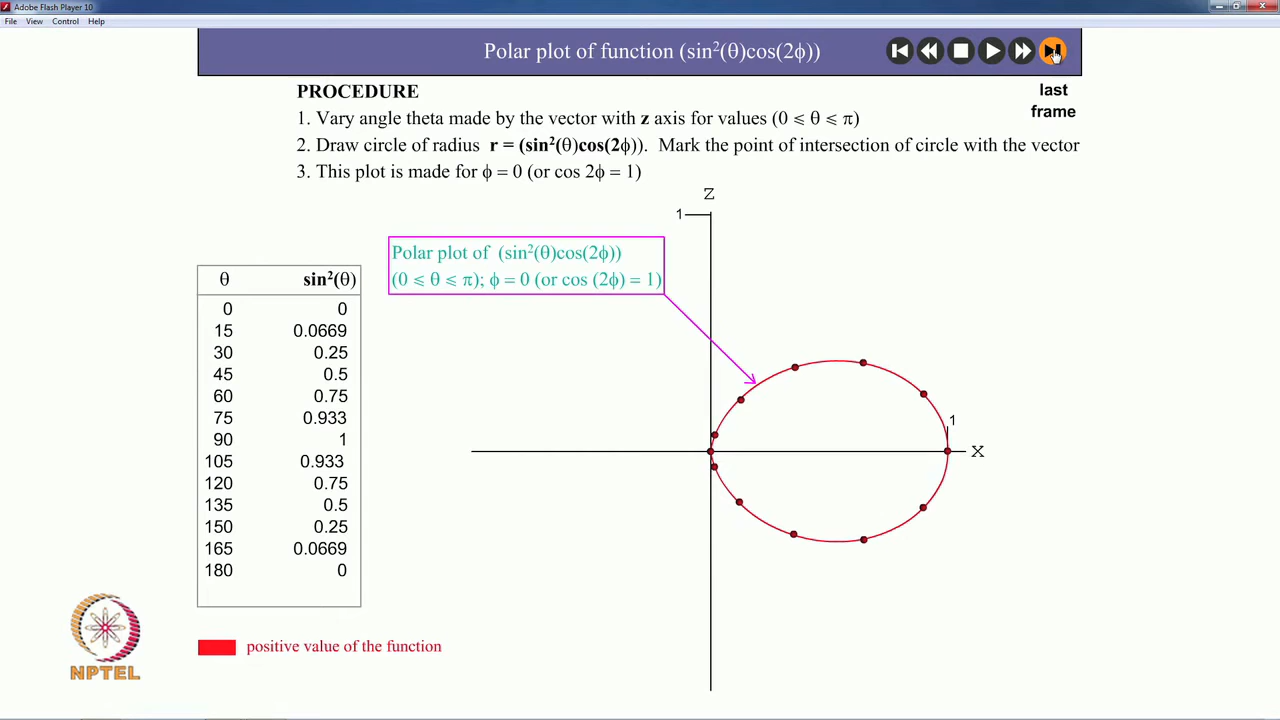 Adobe Flash Player 10
File View Control Help
Polar plot of function (sin²(θ)cos(2ϕ))
last
frame
PROCEDURE
1. Vary angle theta made by the vector with z axis for values (0 ⩽ θ ⩽ π)
2. Draw circle of radius r = (sin²(θ)cos(2ϕ)). Mark the point of intersection of circle with the vector
3. This plot is made for ϕ = 0 (or cos 2ϕ = 1)
Z
1
Polar plot of (sin²(θ)cos(2ϕ))
(0 ⩽ θ ⩽ π); ϕ = 0 (or cos (2ϕ) = 1)
1
X
θ sin²(θ)
0 0
15 0.0669
30 0.25
45 0.5
60 0.75
75 0.933
90 1
105 0.933
120 0.75
135 0.5
150 0.25
165 0.0669
180 0
NPTEL
positive value of the function